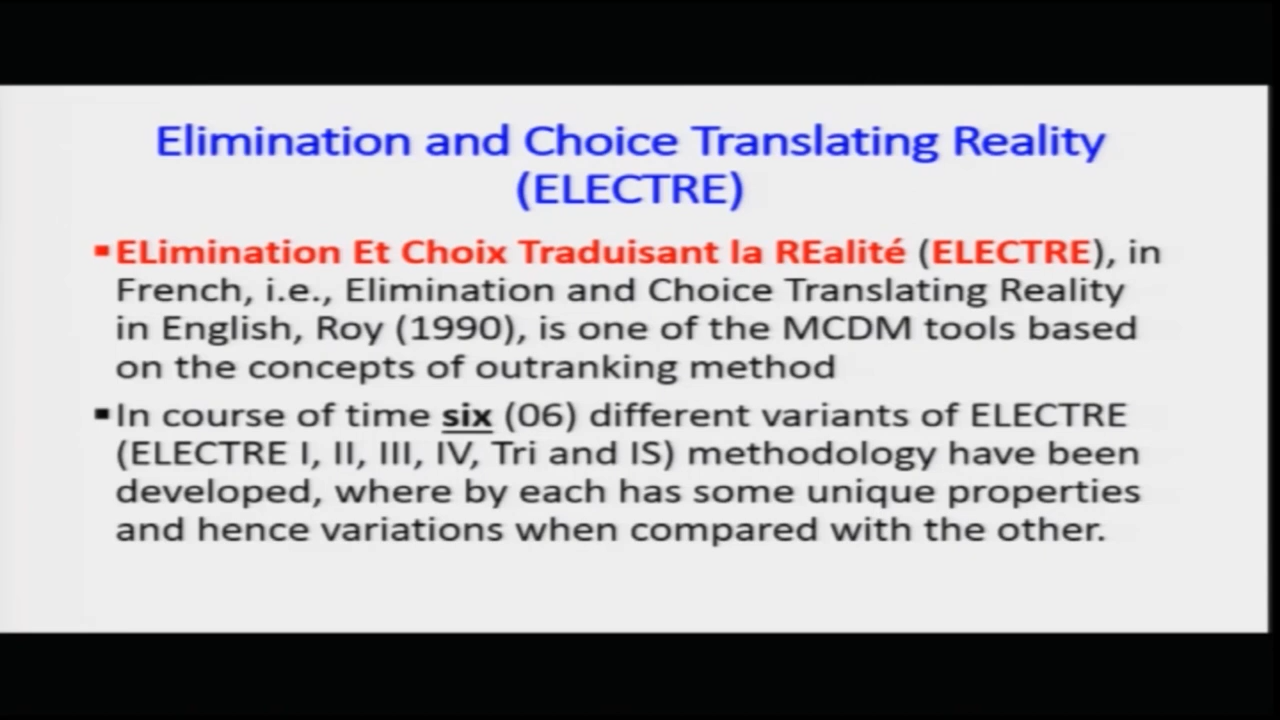 Elimination and Choice Translating Reality
(ELECTRE)
▪ELimination Et Choix Traduisant la REalité (ELECTRE), in
French, i.e., Elimination and Choice Translating Reality
in English, Roy (1990), is one of the MCDM tools based
on the concepts of outranking method
▪In course of time six (06) different variants of ELECTRE
(ELECTRE I, II, III, IV, Tri and IS) methodology have been
developed, where by each has some unique properties
and hence variations when compared with the other.